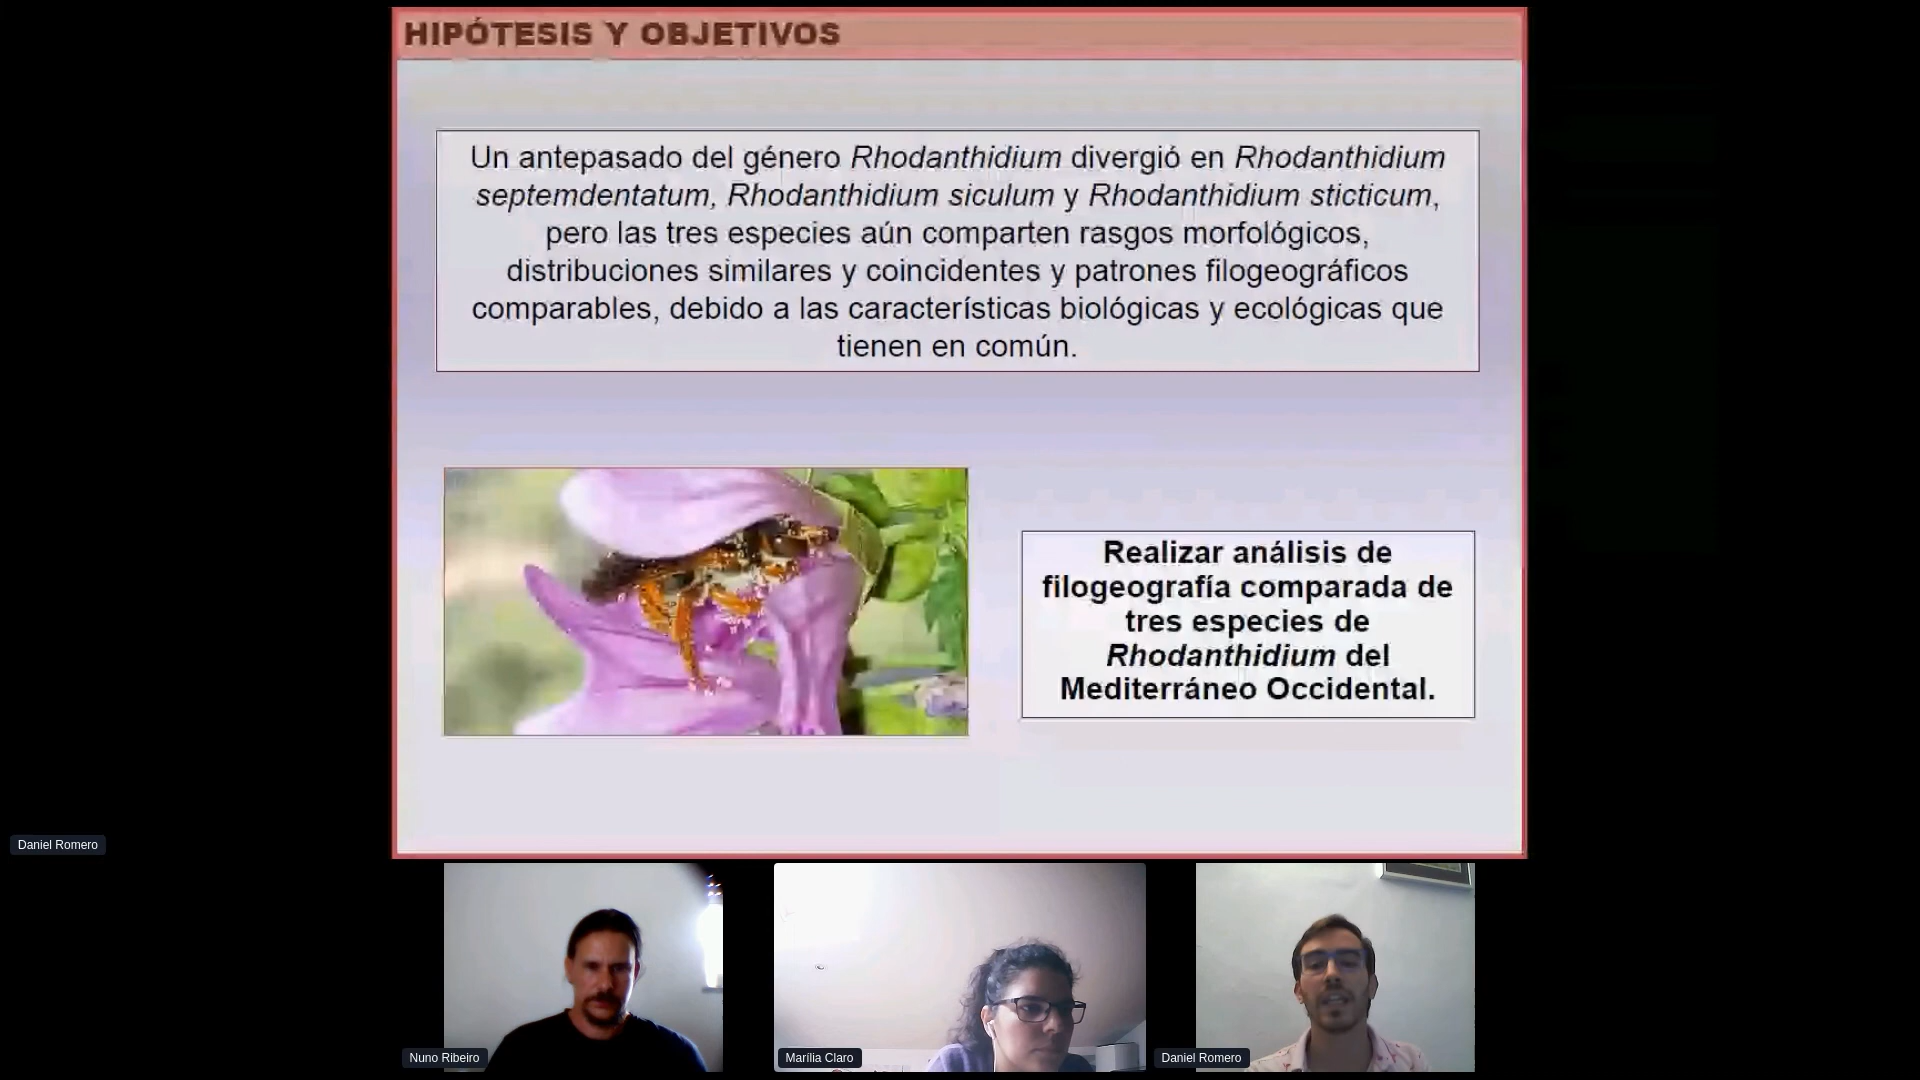 HIPÓTESIS Y OBJETIVOS
Un antepasado del género Rhodanthidium divergió en Rhodanthidium
septemdentatum, Rhodanthidium siculum y Rhodanthidium sticticum,
pero las tres especies aún comparten rasgos morfológicos,
distribuciones similares y coincidentes y patrones filogeográficos
comparables, debido a las características biológicas y ecológicas que
tienen en común.
Realizar análisis de
filogeografía comparada de
tres especies de
Rhodanthidium del
Mediterráneo Occidental.
Daniel Romero
Nuno Ribeiro
Marília Claro
Daniel Romero